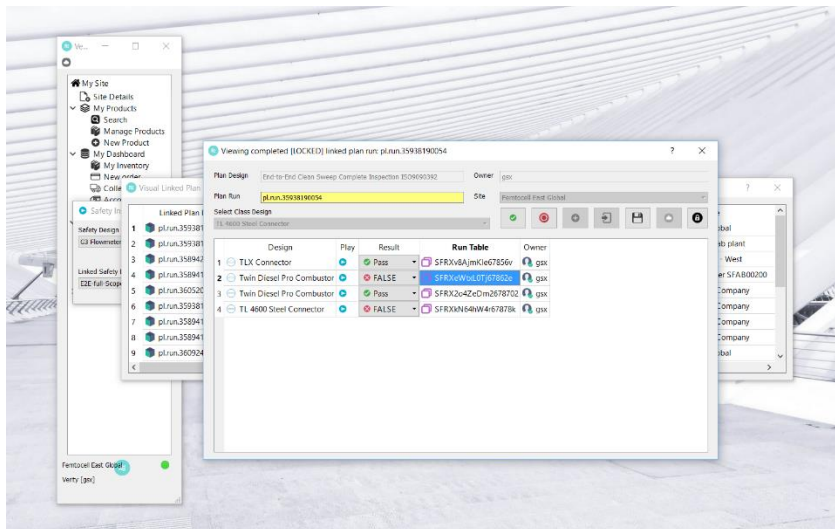 Ve...
My Site
Site Details
My Products
Search
Manage Products
New Product
My Dashboard
My Inventory
New order
Colle
Femtocell East Global
Verity [gsx]
Safety In
Safety Design
G3 Flowmeter
Linked Safety
E2E-full-Scope
Visual Linked Plan
Linked Plan
1 pl.run.359381
2 pl.run.359381
3 pl.run.358942
4 pl.run.358941
5 pl.run.360520
6 pl.run.359381
7 pl.run.358941
8 pl.run.358941
9 pl.run.360924
Viewing completed [LOCKED] linked plan run: pl.run.35938190054
Plan Design End-to-End Clean Sweep Complete Inspection ISO9090392 Owner gsx
Plan Run pl.run.35938190054 Site Femtocell East Global
Select Class Design
TL 4600 Steel Connector
Design Play Result Run Table Owner
1 TLX Connector Pass SFRXv8AjmKle67856v gsx
2 Twin Diesel Pro Combustor FALSE gsx
3 Twin Diesel Pro Combustor Pass SFRX2o4ZeDm2678702 gsx
4 TL 4600 Steel Connector FALSE SFRXkN64hW4r67878k gsx
obal
ab plant
- West
er SFAB00200
Company
Company
Company
Company
obal